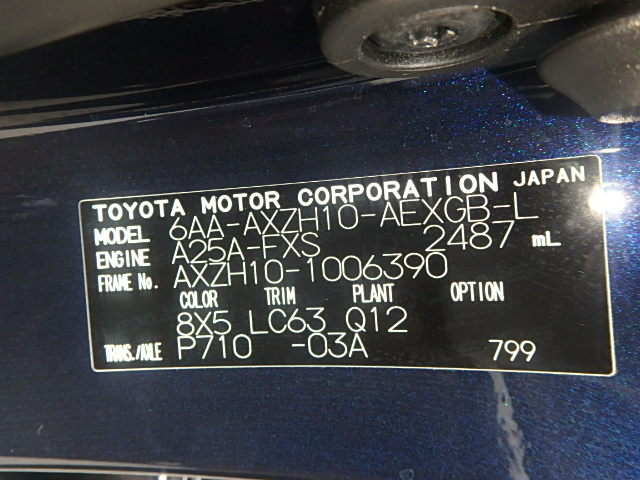 TOYOTA MOTOR CORPORATION JAPAN
MODEL 6AA-AXZH10-AEXGB-L
ENGINE A25A-FXS 2487 mL
FRAME No. AXZH10-1006390
COLOR TRIM PLANT OPTION
8X5 LC63 Q12
TRANS./AXLE P710 -03A 799